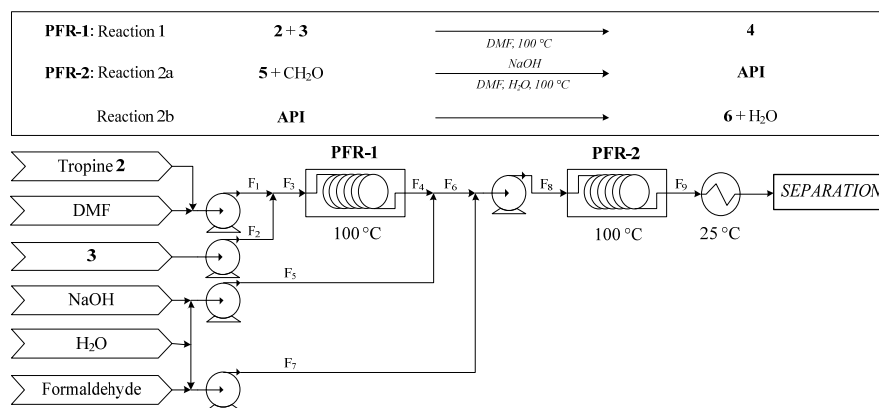 PFR-1: Reaction 1 2 + 3 4
DMF, 100 °C
PFR-2: Reaction 2a 5 + CH₂O NaOH API
DMF, H₂O, 100 °C
Reaction 2b API 6 + H₂O
PFR-1 PFR-2
Tropine 2
F₁ F₃ F₄ F₆ F₈ F₉
DMF
SEPARATION
F₂
100 °C 100 °C 25 °C
3
F₅
NaOH
H₂O
F₇
Formaldehyde